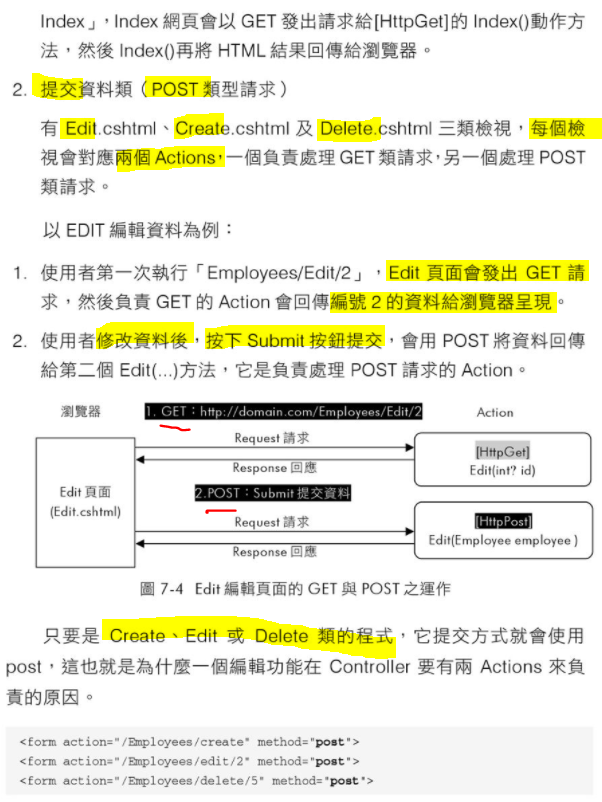 Index」，Index 網頁會以 GET 發出請求給[HttpGet]的 Index()動作方
法，然後 Index()再將 HTML 結果回傳給瀏覽器。
2. 提交資料類（POST 類型請求）
有 Edit.cshtml、Create.cshtml 及 Delete.cshtml 三類檢視，每個檢
視會對應兩個 Actions，一個負責處理 GET 類請求，另一個處理 POST
類請求。
以 EDIT 編輯資料為例：
1. 使用者第一次執行「Employees/Edit/2」，Edit 頁面會發出 GET 請
求，然後負責 GET 的 Action 會回傳編號 2 的資料給瀏覽器呈現。
2. 使用者修改資料後，按下 Submit 按鈕提交，會用 POST 將資料回傳
給第二個 Edit(...)方法，它是負責處理 POST 請求的 Action。
瀏覽器 1. GET：http://domain.com/Employees/Edit/2 Action
Request 請求
Response 回應
[HttpGet]
Edit(int? id)
Edit 頁面
(Edit.cshtml)
2.POST：Submit 提交資料
Request 請求
Response 回應
[HttpPost]
Edit(Employee employee )
圖 7-4 Edit 編輯頁面的 GET 與 POST 之運作
只要是 Create、Edit 或 Delete 類的程式，它提交方式就會使用
post，這也就是為什麼一個編輯功能在 Controller 要有兩 Actions 來負
責的原因。
<form action="/Employees/create" method="post">
<form action="/Employees/edit/2" method="post">
<form action="/Employees/delete/5" method="post">